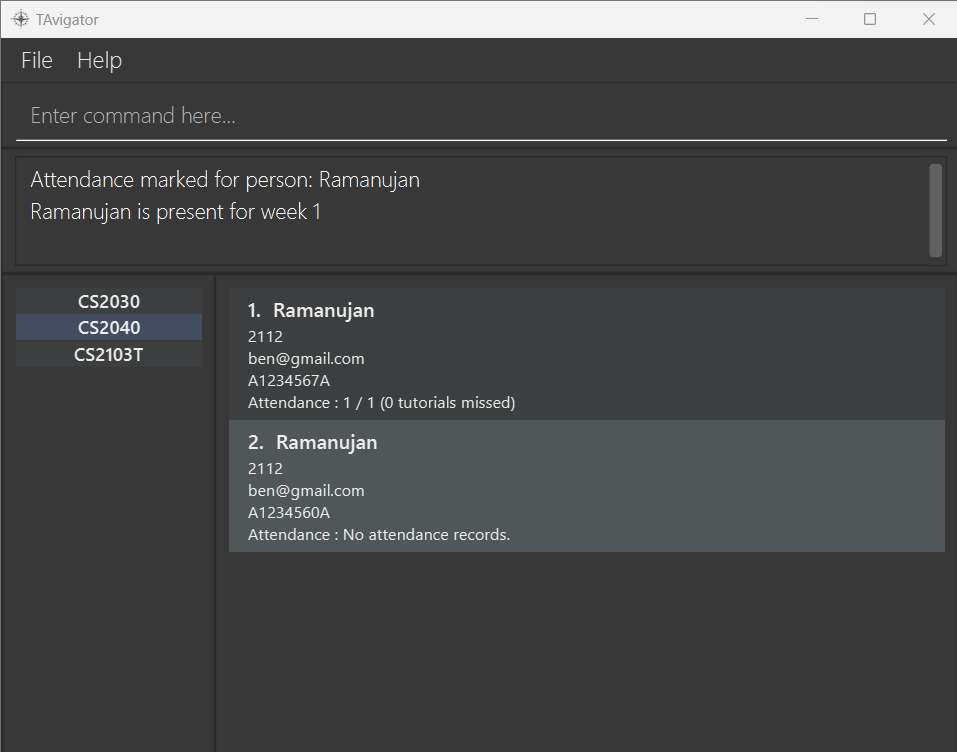 TAvigator
File Help
Enter command here...
Attendance marked for person: Ramanujan
Ramanujan is present for week 1
CS2030
CS2040
CS2103T
1. Ramanujan
2112
ben@gmail.com
A1234567A
Attendance : 1 / 1 (0 tutorials missed)
2. Ramanujan
2112
ben@gmail.com
A1234560A
Attendance : No attendance records.